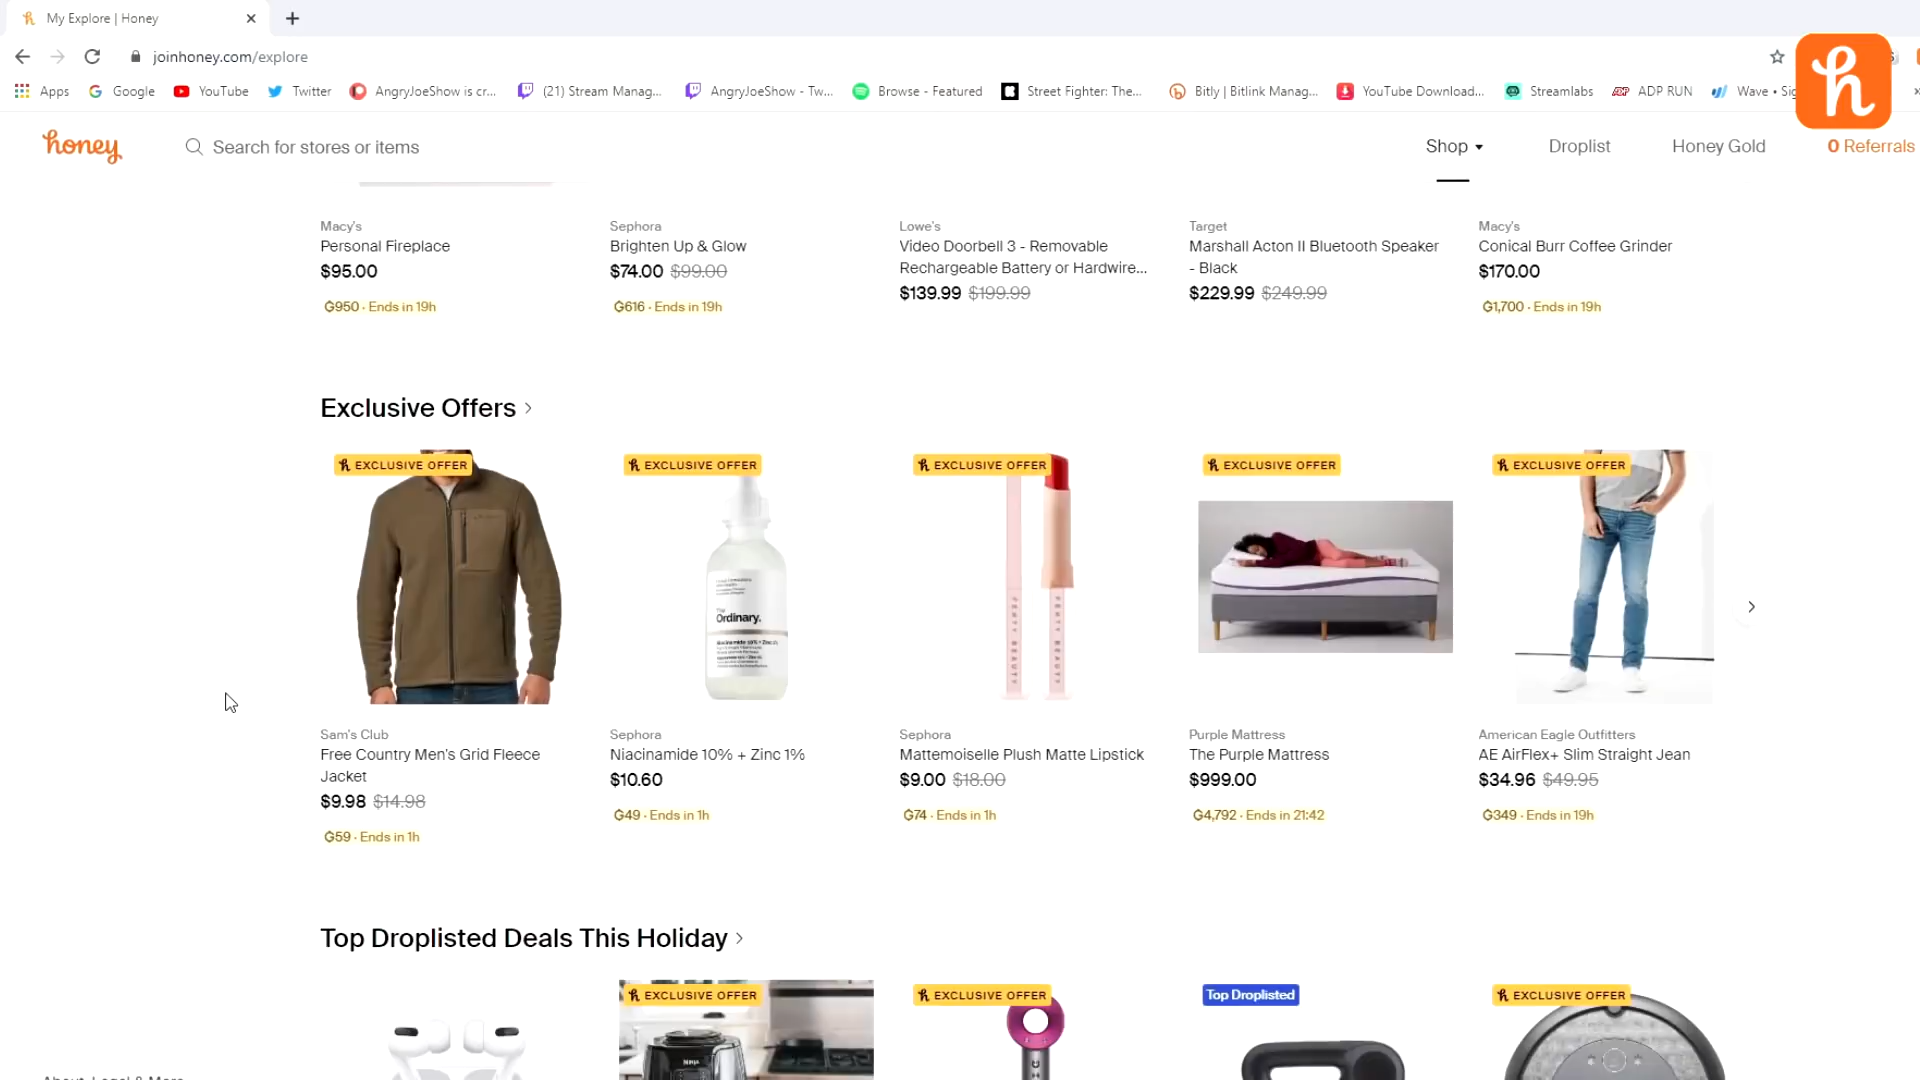 My Explore | Honey
joinhoney.com/explore
Apps Google YouTube Twitter AngryJoeShow is cr... (21) Stream Manag... AngryJoeShow - Tw... Browse - Featured Street Fighter: The... Bitly | Bitlink Manag... YouTube Download... Streamlabs ADP RUN Wave • Sig
honey Search for stores or items Shop Droplist Honey Gold 0 Referrals
Macy's Sephora Lowe's Target Macy's
Personal Fireplace Brighten Up & Glow Video Doorbell 3 - Removable Marshall Acton II Bluetooth Speaker Conical Burr Coffee Grinder
Rechargeable Battery or Hardwire... - Black
$95.00 $74.00 $99.00 $170.00
$139.99 $199.99 $229.99 $249.99
950 · Ends in 19h 616 · Ends in 19h 1,700 · Ends in 19h
Exclusive Offers
EXCLUSIVE OFFER EXCLUSIVE OFFER EXCLUSIVE OFFER EXCLUSIVE OFFER EXCLUSIVE OFFER
Ordinary.
FENTY BEAUTY FENTY BEAUTY
Sam's Club Sephora Sephora Purple Mattress American Eagle Outfitters
Free Country Men's Grid Fleece Niacinamide 10% + Zinc 1% Mattemoiselle Plush Matte Lipstick The Purple Mattress AE AirFlex+ Slim Straight Jean
Jacket $10.60 $9.00 $18.00 $999.00 $34.96 $49.95
$9.98 $14.98
49 · Ends in 1h 74 · Ends in 1h 4,792 · Ends in 21:42 349 · Ends in 19h
59 · Ends in 1h
Top Droplisted Deals This Holiday
EXCLUSIVE OFFER EXCLUSIVE OFFER Top Droplisted EXCLUSIVE OFFER
NINJA